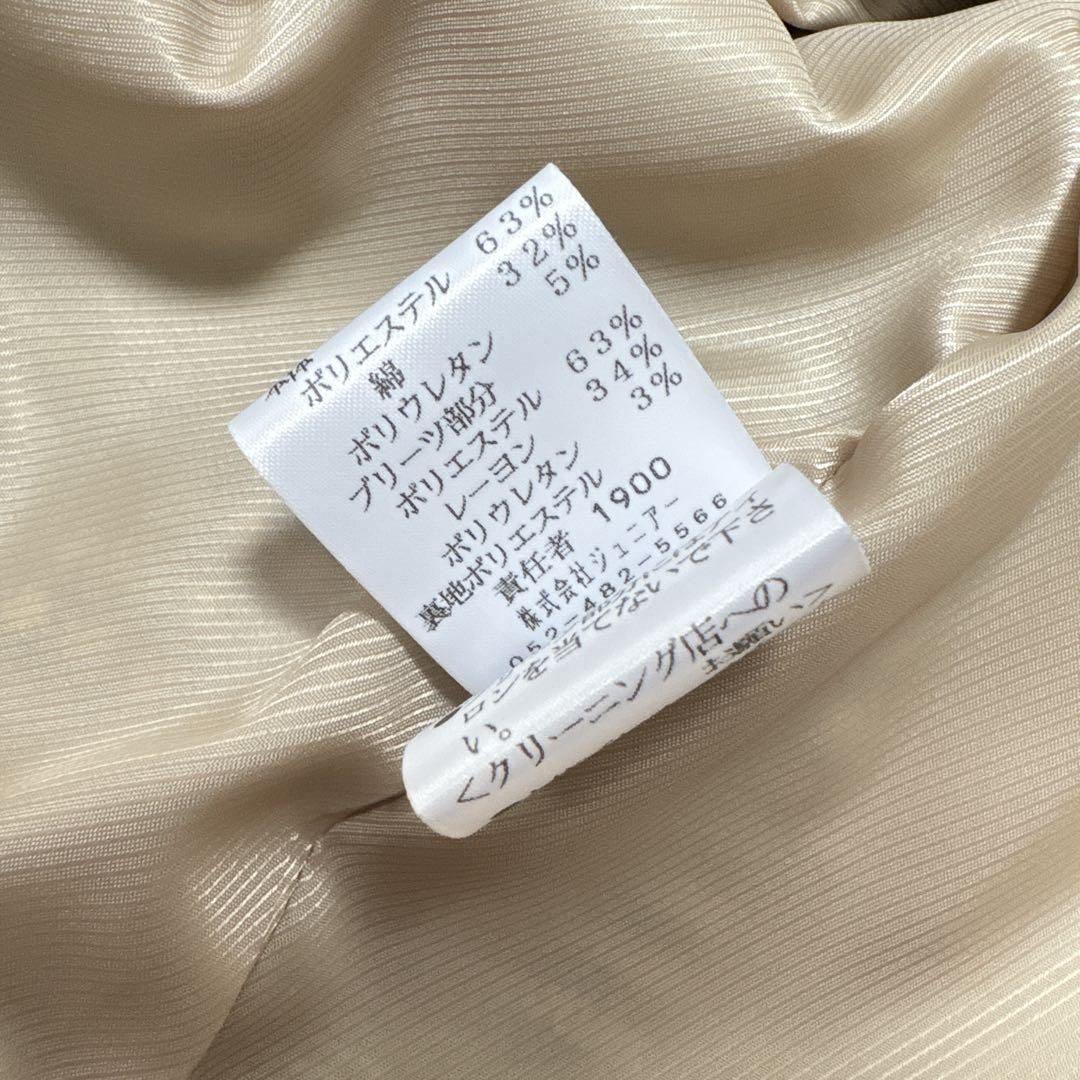 ポリエステル 63%
綿 32%
ポリウレタン 5%
プリーツ部分
ポリエステル 63%
レーヨン 34%
ポリウレタン 3%
裏地ポリエステル
責任者 1900
株式会社ジュニアー
052-482-5566
ロンを当てないで下さ
い。
<クリーニング店への
お願い>